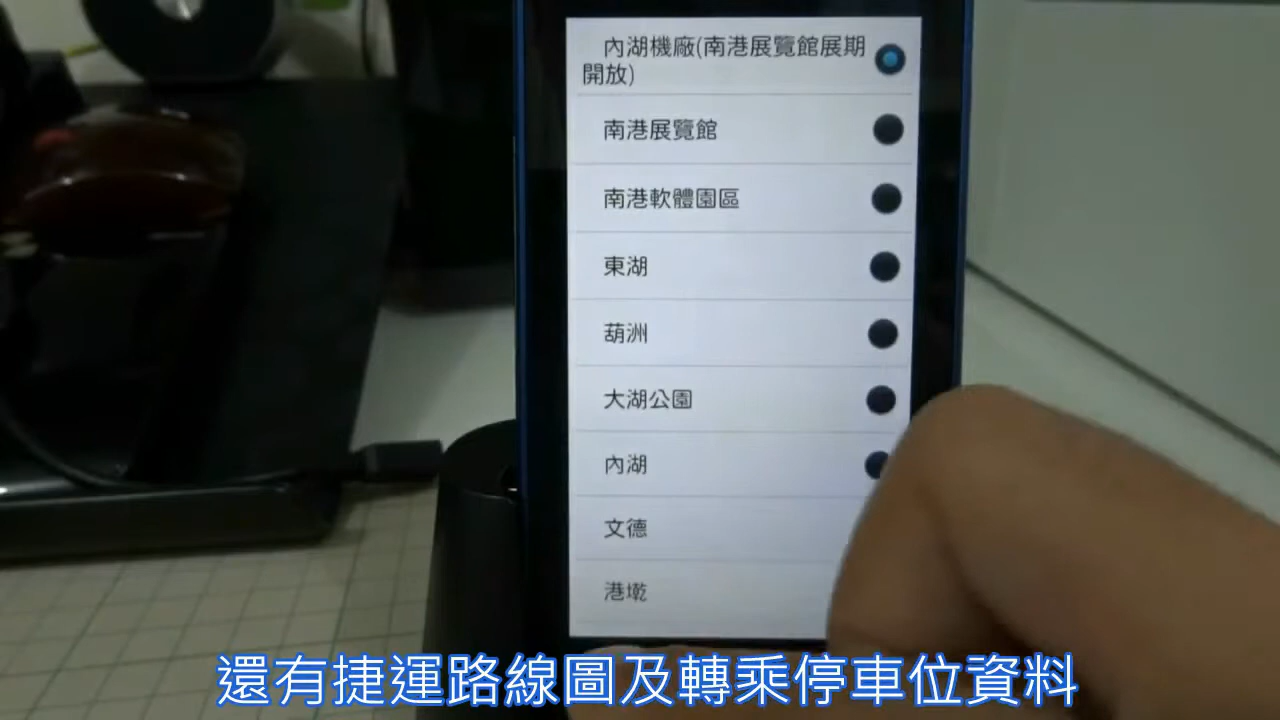 內湖機廠(南港展覽館展期
開放)
南港展覽館
南港軟體園區
東湖
葫洲
大湖公園
內湖
文德
港墘
還有捷運路線圖及轉乘停車位資料